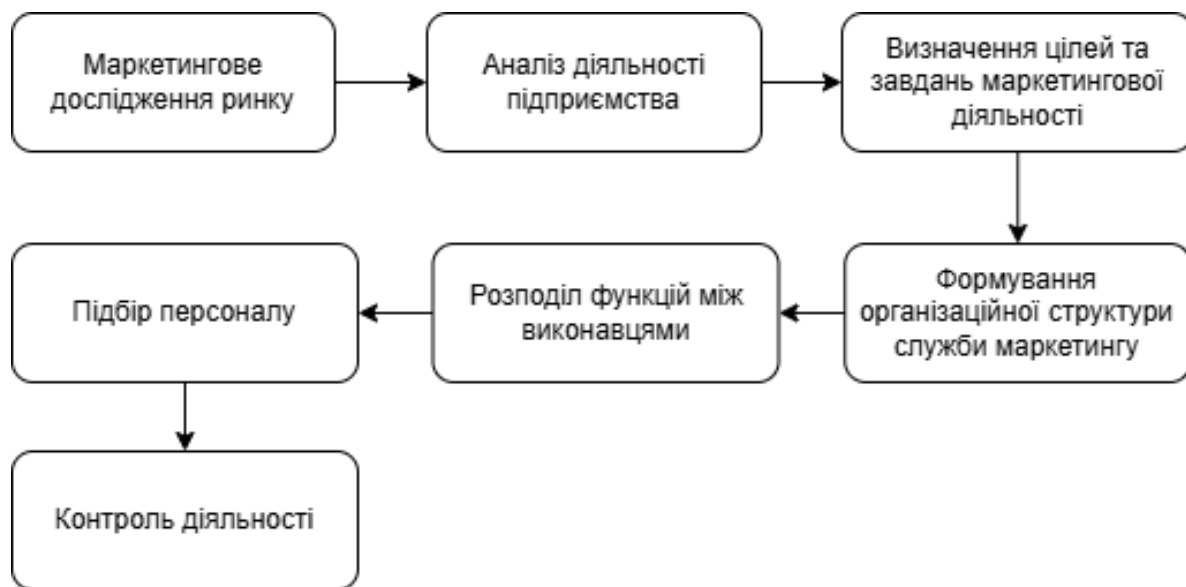 Маркетингове
дослідження ринку
Аналіз діяльності
підприємства
Визначення цілей та
завдань маркетингової
діяльності
Формування
організаційної структури
служби маркетингу
Розподіл функцій між
виконавцями
Підбір персоналу
Контроль діяльності